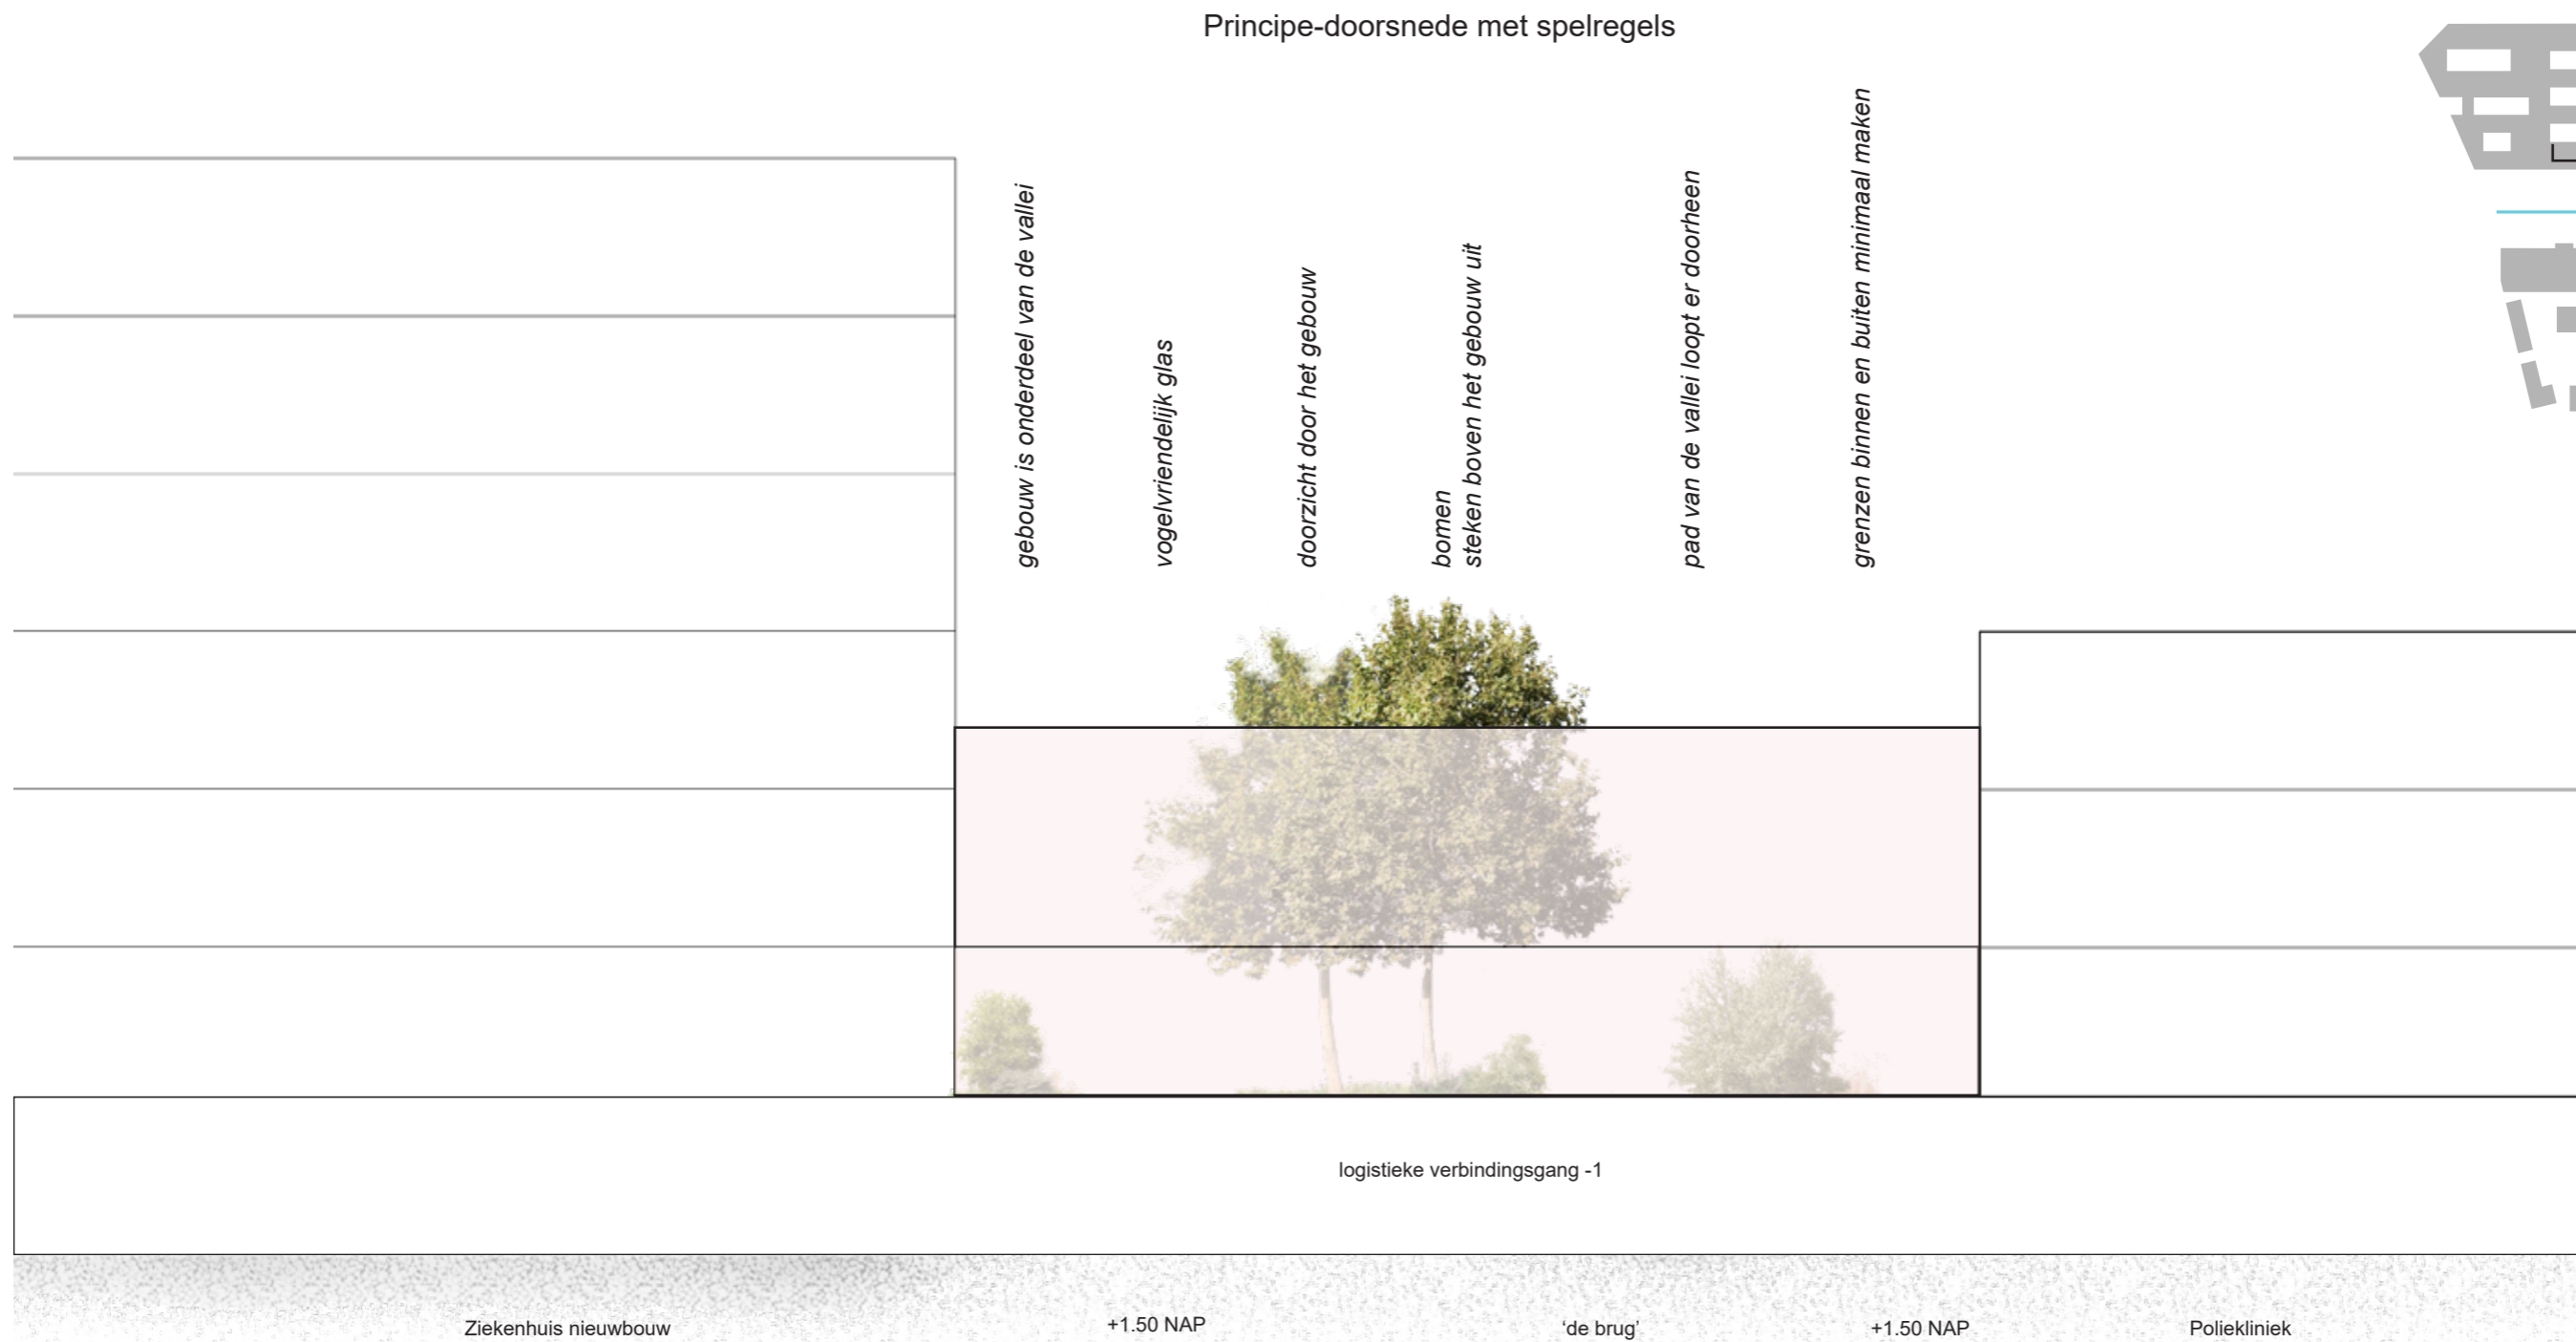 Principe-doorsnede met spelregels
gebouw is onderdeel van de vallei
vogelvriendelijk glas
doorzicht door het gebouw
bomen
steken boven het gebouw uit
pad van de vallei loopt er doorheen
grenzen binnen en buiten minimaal maken
logistieke verbindingsgang -1
Ziekenhuis nieuwbouw
+1.50 NAP
‘de brug’
+1.50 NAP
Poliekliniek